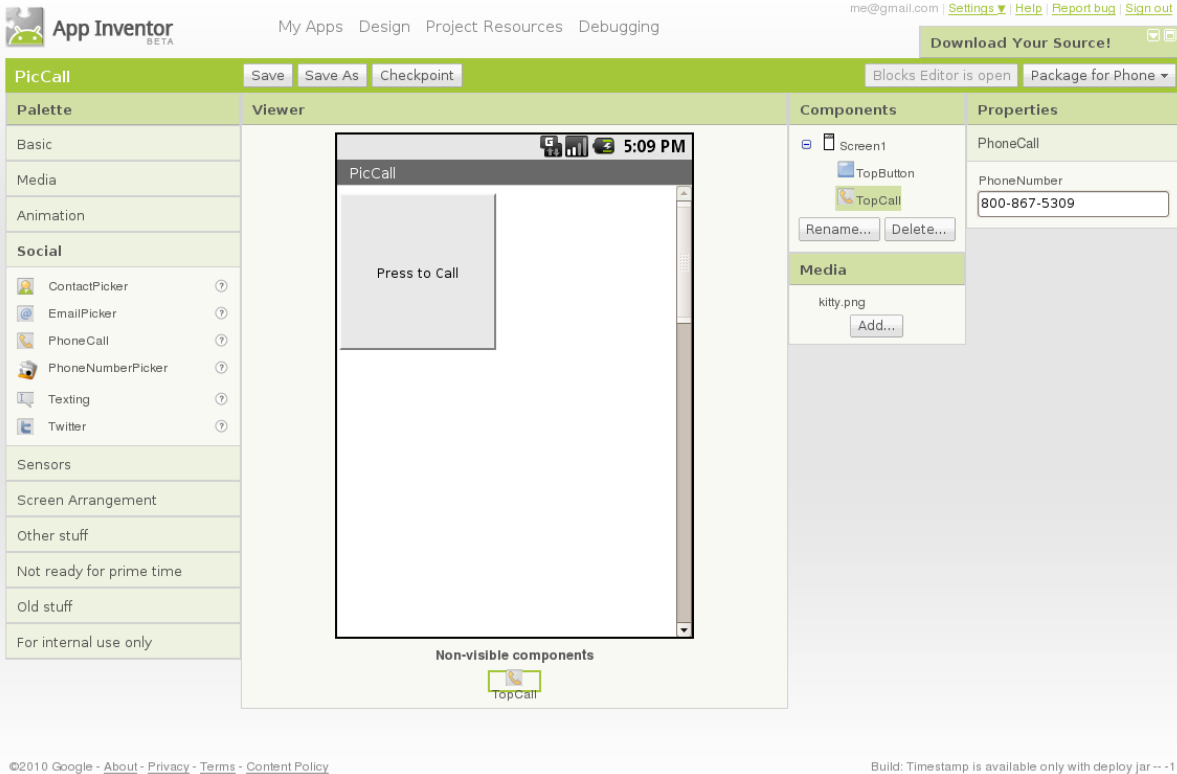 me@gmail.com | Settings ▼ | Help | Report bug | Sign out
App Inventor
BETA
My Apps Design Project Resources Debugging
Download Your Source!
PicCall
Save Save As Checkpoint
Blocks Editor is open Package for Phone ▾
Palette
Basic
Media
Animation
Social
ContactPicker ?
EmailPicker ?
PhoneCall ?
PhoneNumberPicker ?
Texting ?
Twitter ?
Sensors
Screen Arrangement
Other stuff
Not ready for prime time
Old stuff
For internal use only
Viewer
G 5:09 PM
PicCall
Press to Call
Non-visible components
TopCall
Components
Screen1
TopButton
TopCall
Rename... Delete...
Media
kitty.png
Add...
Properties
PhoneCall
PhoneNumber
800-867-5309
©2010 Google - About - Privacy - Terms - Content Policy
Build: Timestamp is available only with deploy jar -- -1